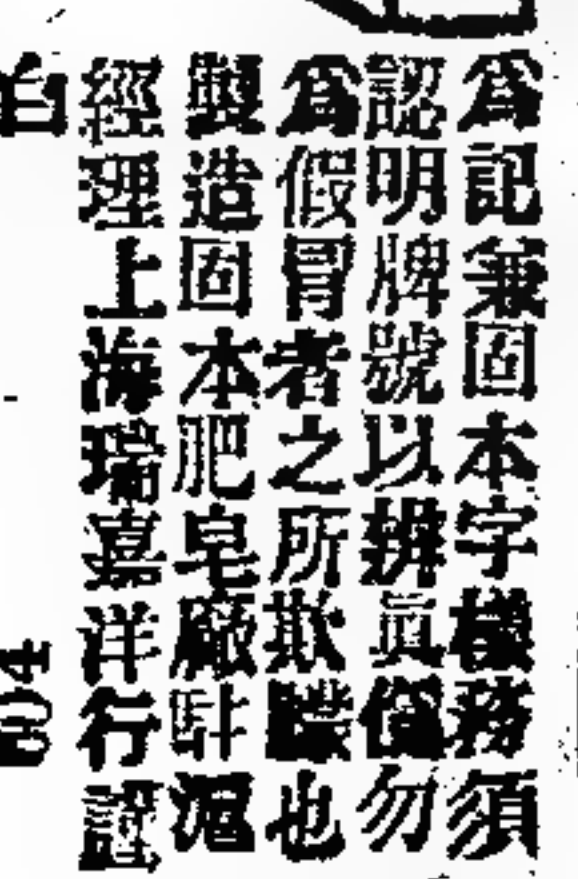 爲記兼固本字樣務須
認明牌號以辨眞僞勿
爲假冒者之所欺矇也
製造固本肥皂廠駐滬
經理上海瑞嘉洋行謹
白
604